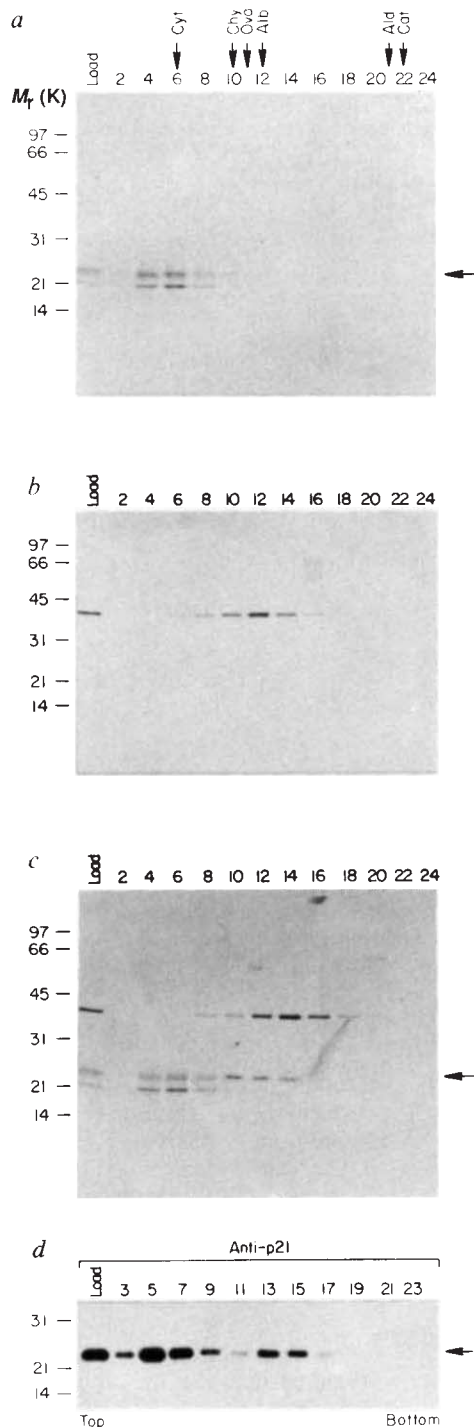 a
Cyt
Chy
Ova
Alb
Ald
Cat
Load 2 4 6 8 10 12 14 16 18 20 22 24
Mr (K)
97
66
45
31
21
14
b
Load 2 4 6 8 10 12 14 16 18 20 22 24
97
66
45
31
21
14
c
Load 2 4 6 8 10 12 14 16 18 20 22 24
97
66
45
31
21
14
d
Anti-p21
Load 3 5 7 9 11 13 15 17 19 21 23
31
21
14
Top Bottom